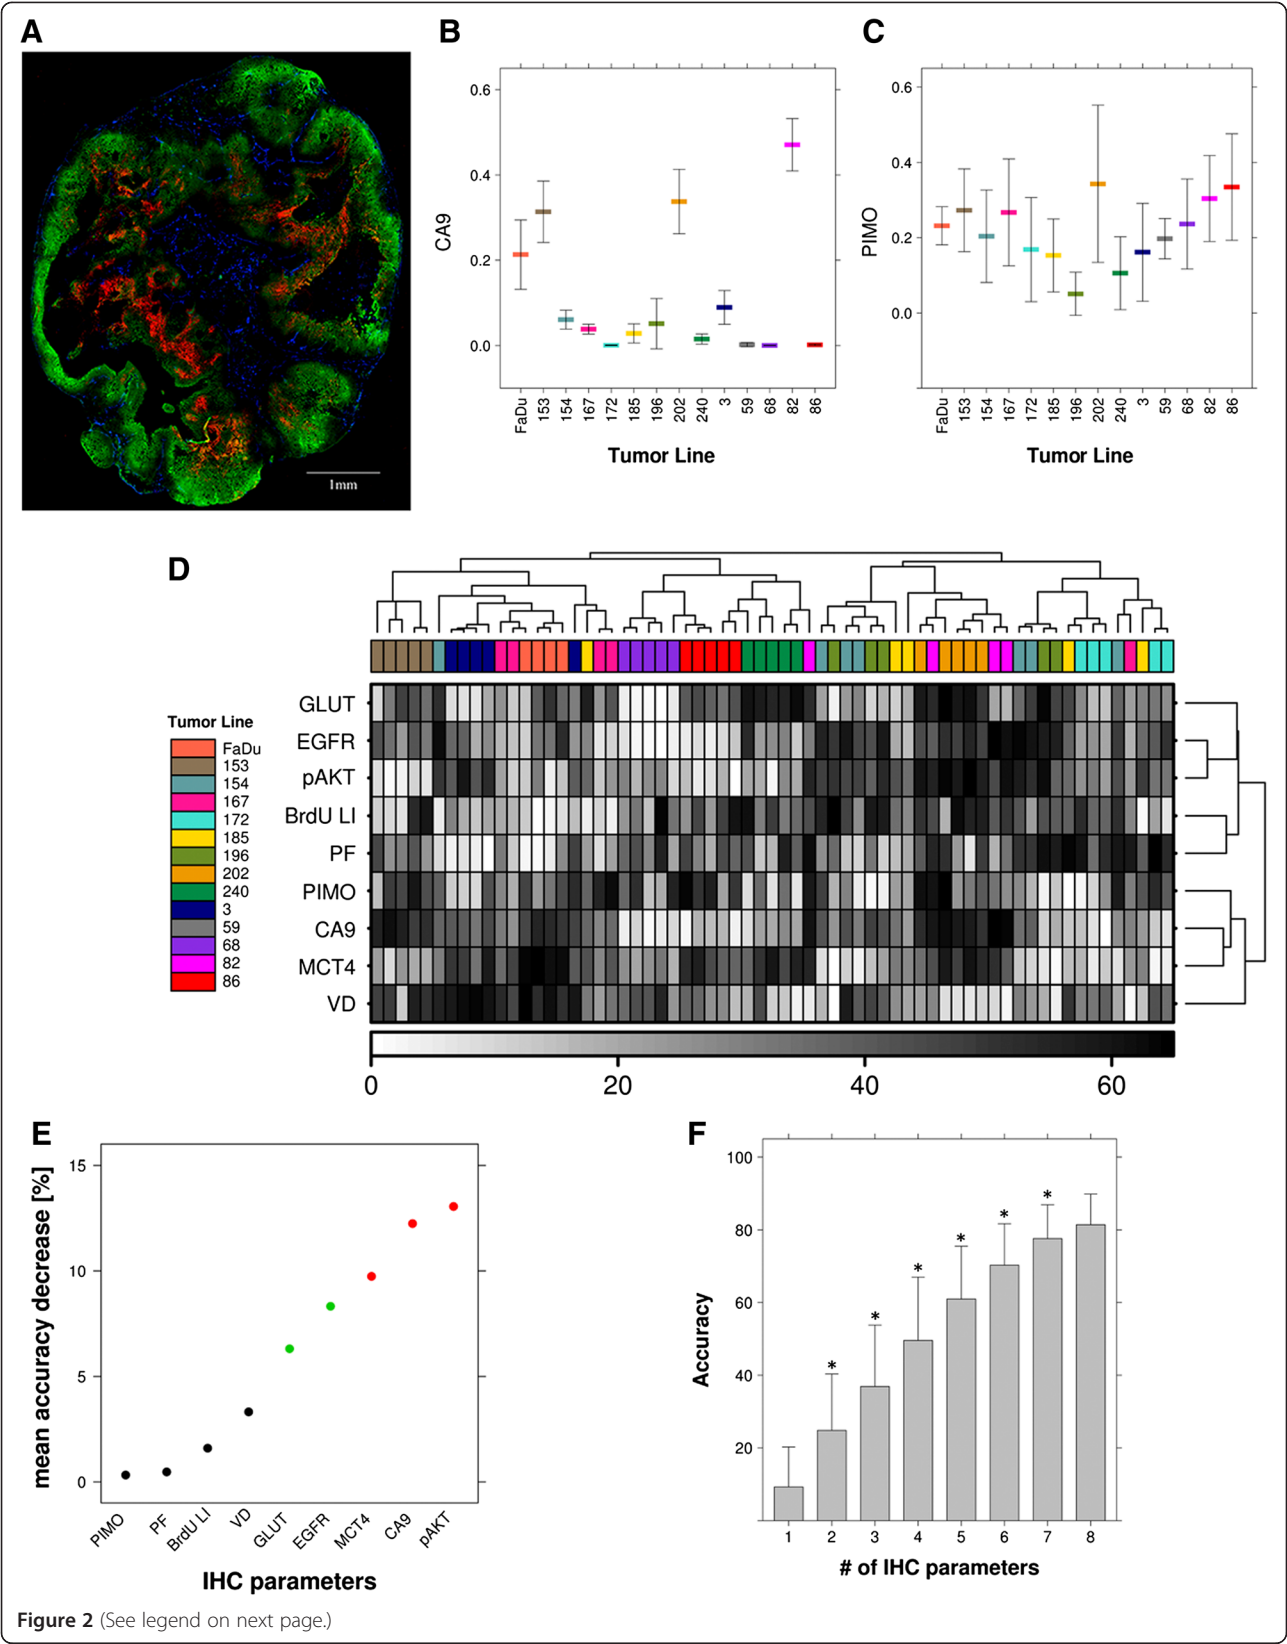 A
1mm
B
CA9
0.6
0.4
0.2
0.0
FaDu 153 154 167 172 185 196 202 240 3 59 68 82 86
Tumor Line
C
PIMO
0.6
0.4
0.2
0.0
FaDu 153 154 167 172 185 196 202 240 3 59 68 82 86
Tumor Line
D
Tumor Line
FaDu
153
154
167
172
185
196
202
240
3
59
68
82
86
GLUT
EGFR
pAKT
BrdU LI
PF
PIMO
CA9
MCT4
VD
0 20 40 60
E
mean accuracy decrease [%]
15
10
5
0
PIMO PF BrdU LI VD GLUT EGFR MCT4 CA9 pAKT
IHC parameters
F
Accuracy
100
80
60
40
20
* * * * * *
1 2 3 4 5 6 7 8
# of IHC parameters
Figure 2 (See legend on next page.)